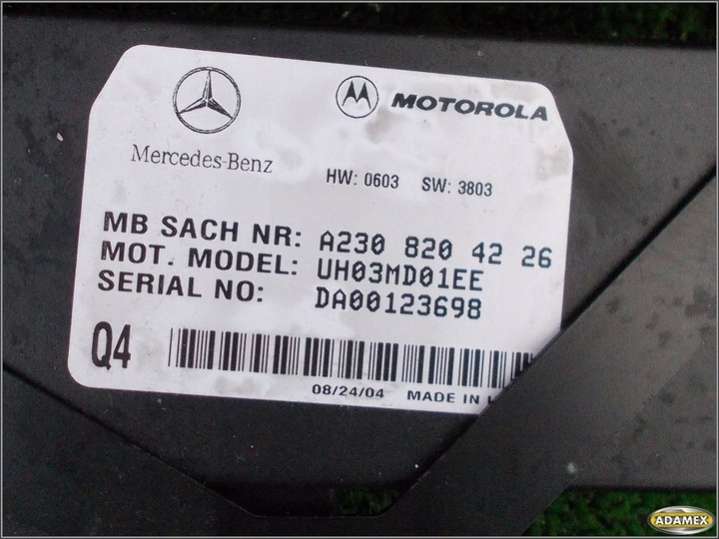 MOTOROLA
Mercedes-Benz
HW: 0603 SW: 3803
MB SACH NR: A230 820 42 26
MOT. MODEL: UH03MD01EE
SERIAL NO: DA00123698
Q4
08/24/04 MADE IN
ADAMEX